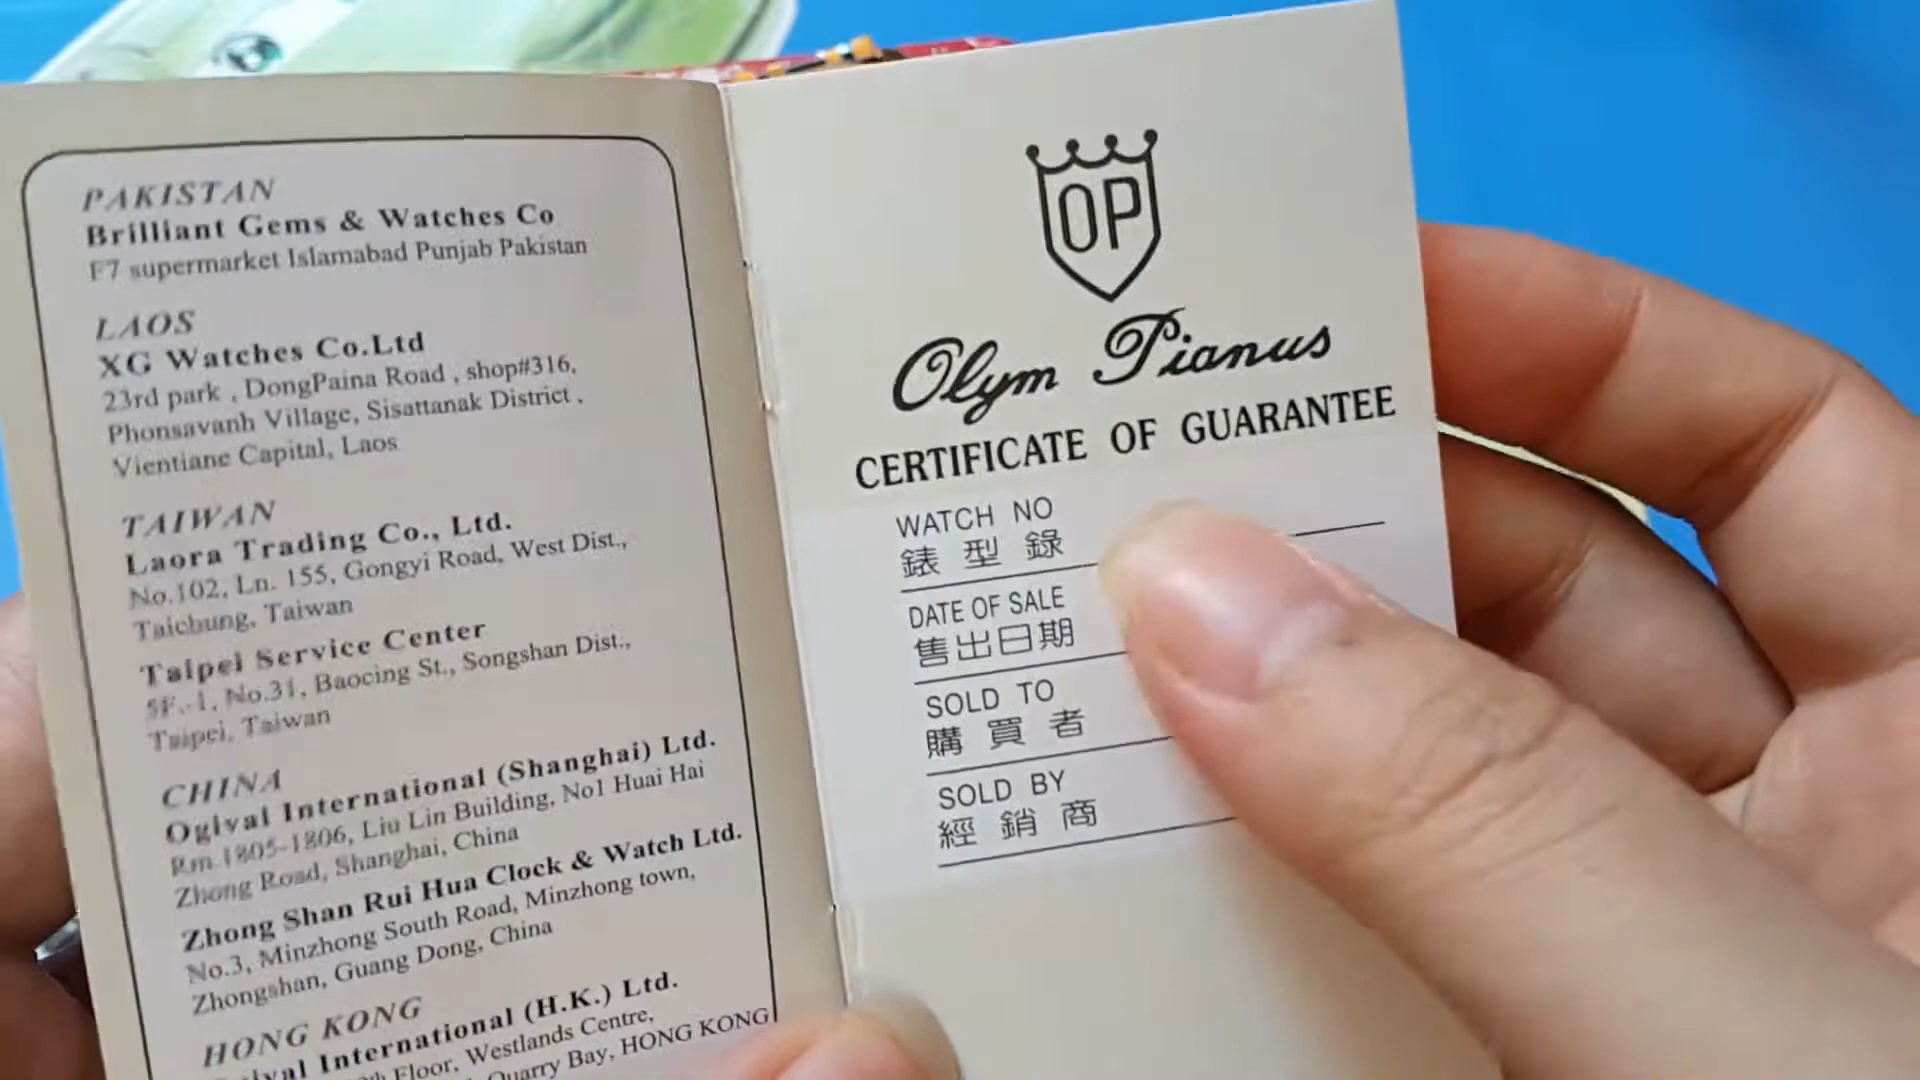 PAKISTAN
Brilliant Gems & Watches Co
F7 supermarket Islamabad Punjab Pakistan
LAOS
XG Watches Co.Ltd
23rd park , DongPaina Road , shop#316,
Phonsavanh Village, Sisattanak District ,
Vientiane Capital, Laos
TAIWAN
Laora Trading Co., Ltd.
No.102, Ln. 155, Gongyi Road, West Dist.,
Taichung, Taiwan
Taipei Service Center
5F.-1, No.31, Baocing St., Songshan Dist.,
Taipei, Taiwan
CHINA
Ogival International (Shanghai) Ltd.
Rm.1805-1806, Liu Lin Building, No1 Huai Hai
Zhong Road, Shanghai, China
Zhong Shan Rui Hua Clock & Watch Ltd.
No.3, Minzhong South Road, Minzhong town,
Zhongshan, Guang Dong, China
HONG KONG
International (H.K.) Ltd.
Floor, Westlands Centre,
Quarry Bay, HONG KONG
OP
Olym Pianus
CERTIFICATE OF GUARANTEE
WATCH NO
錶型錄
DATE OF SALE
售出日期
SOLD TO
購買者
SOLD BY
經銷商